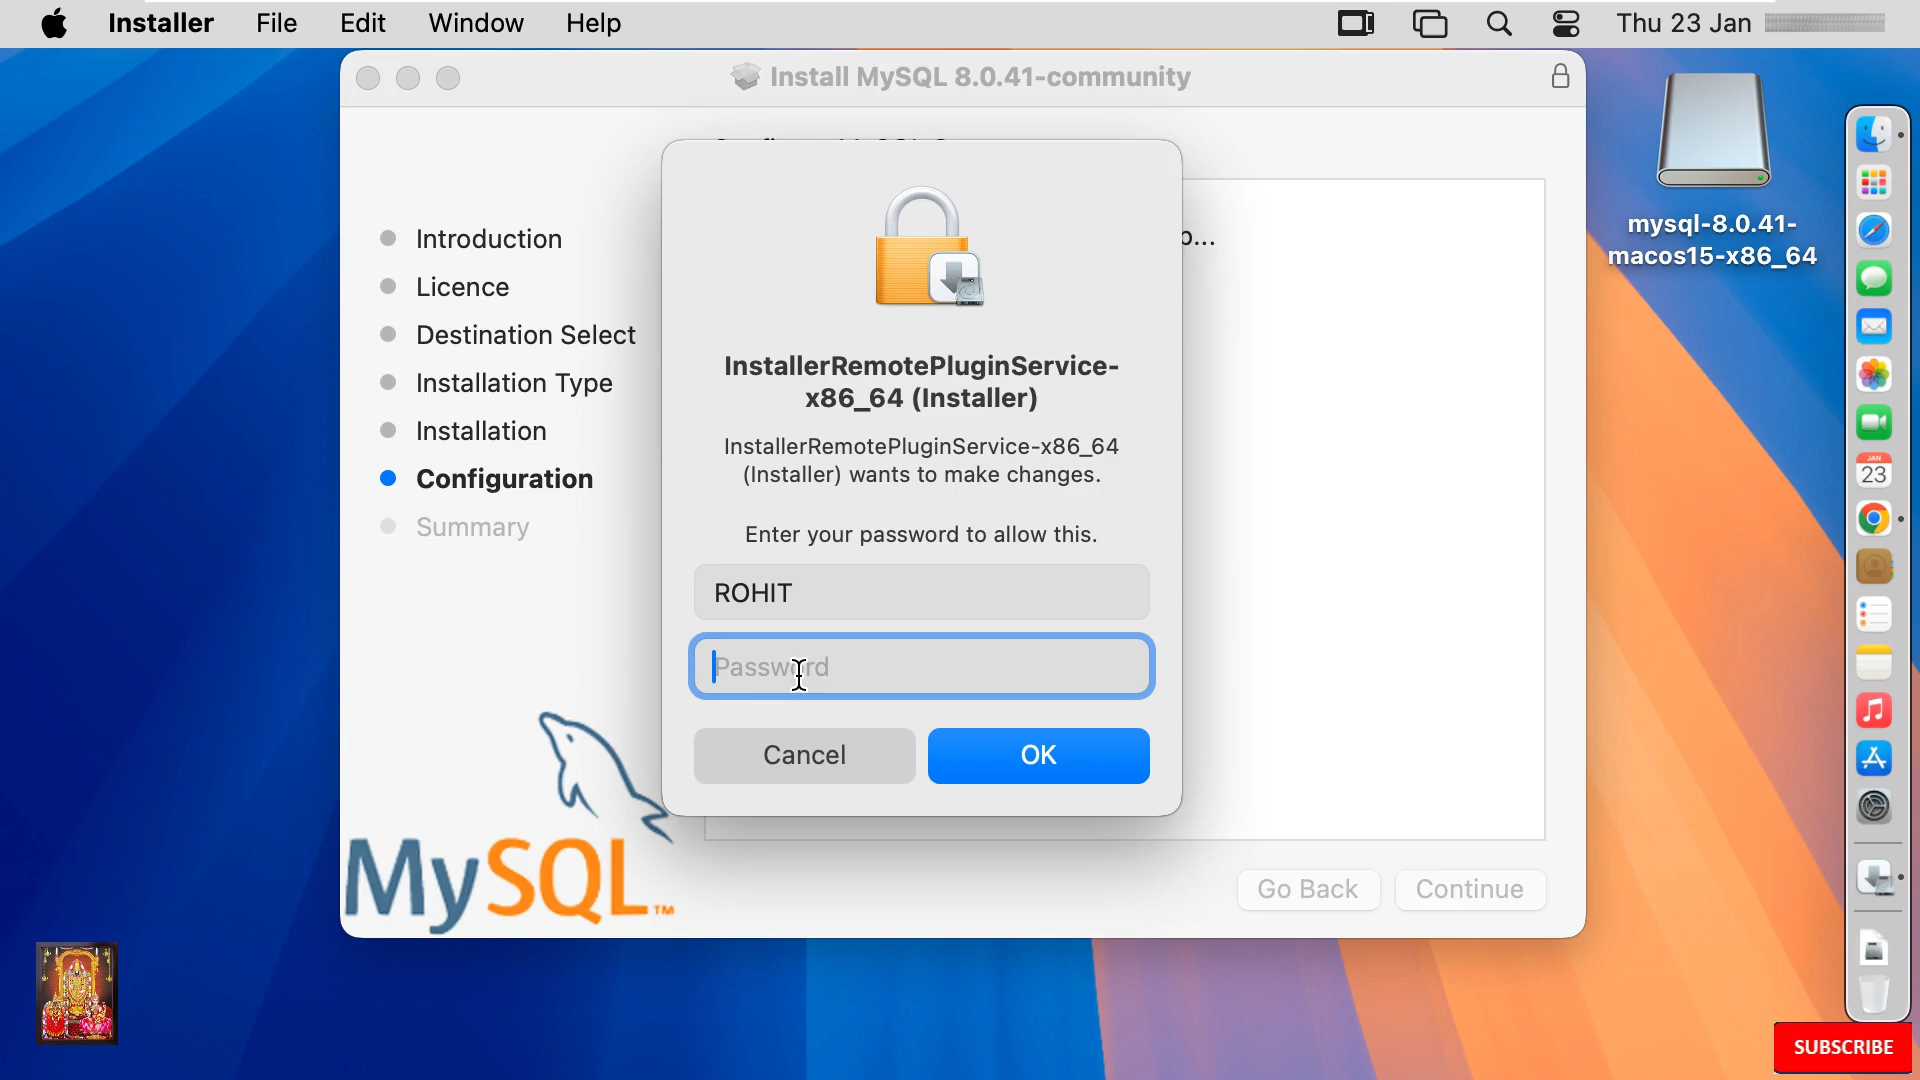 Installer File Edit Window Help Thu 23 Jan
Install MySQL 8.0.41-community
Introduction
Licence
Destination Select
Installation Type
Installation
Configuration
Summary
InstallerRemotePluginService-
x86_64 (Installer)
InstallerRemotePluginService-x86_64
(Installer) wants to make changes.
Enter your password to allow this.
ROHIT
Password
Cancel OK
MySQL™
Go Back Continue
mysql-8.0.41-
macos15-x86_64
JAN
23
SUBSCRIBE